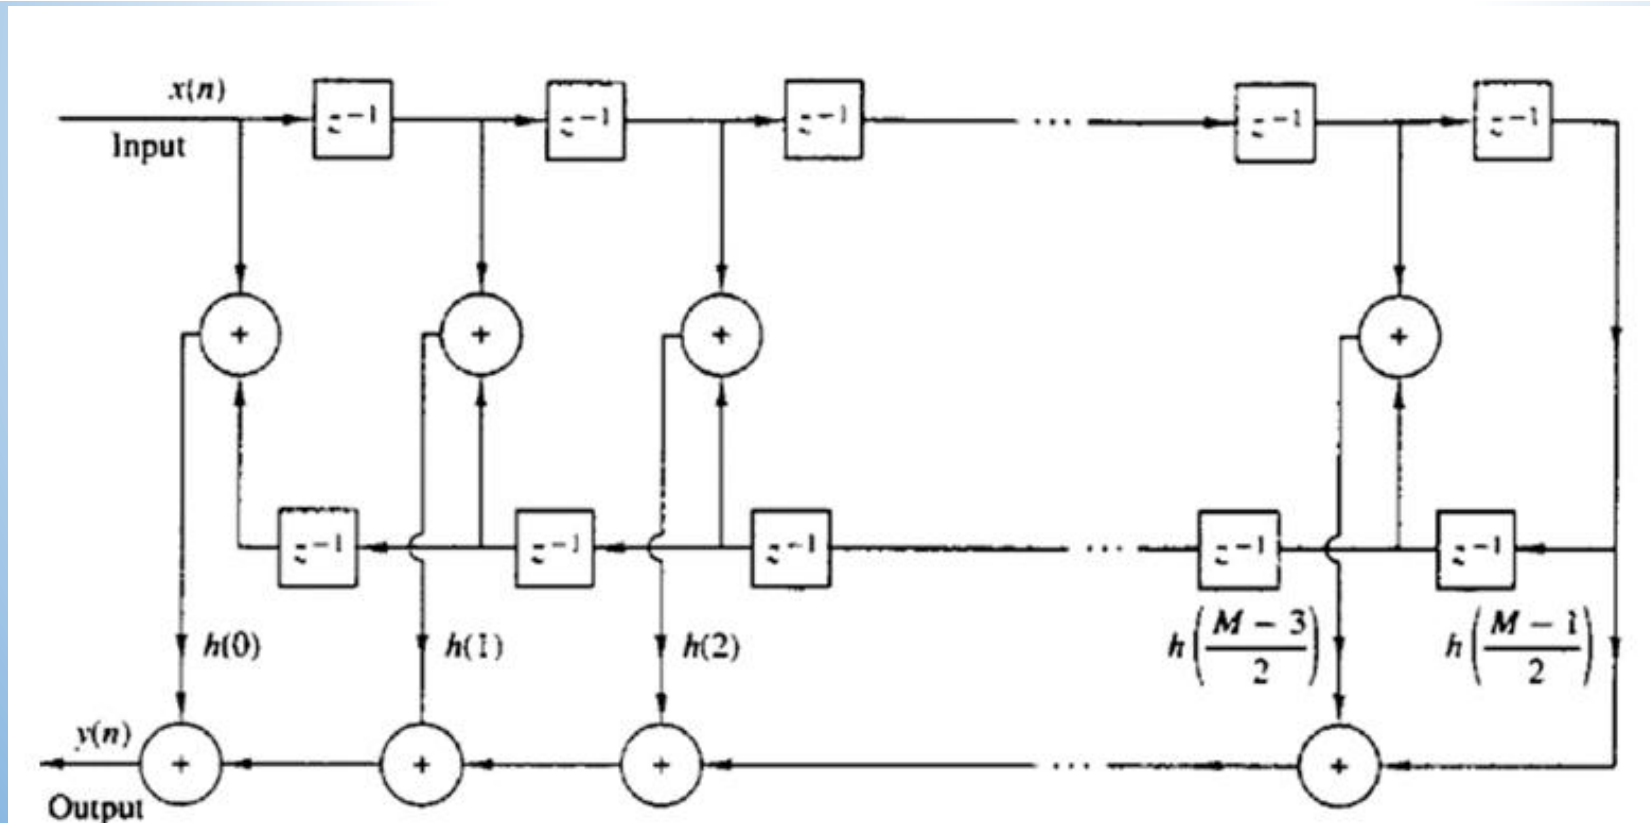 x(n)
Input
z⁻¹ z⁻¹ z⁻¹ ... z⁻¹ z⁻¹
+ + + +
z⁻¹ z⁻¹ z⁻¹ ... z⁻¹ z⁻¹
h(0) h(1) h(2) h((M − 3)/2) h((M − 1)/2)
y(n)
+ + + ... +
Output